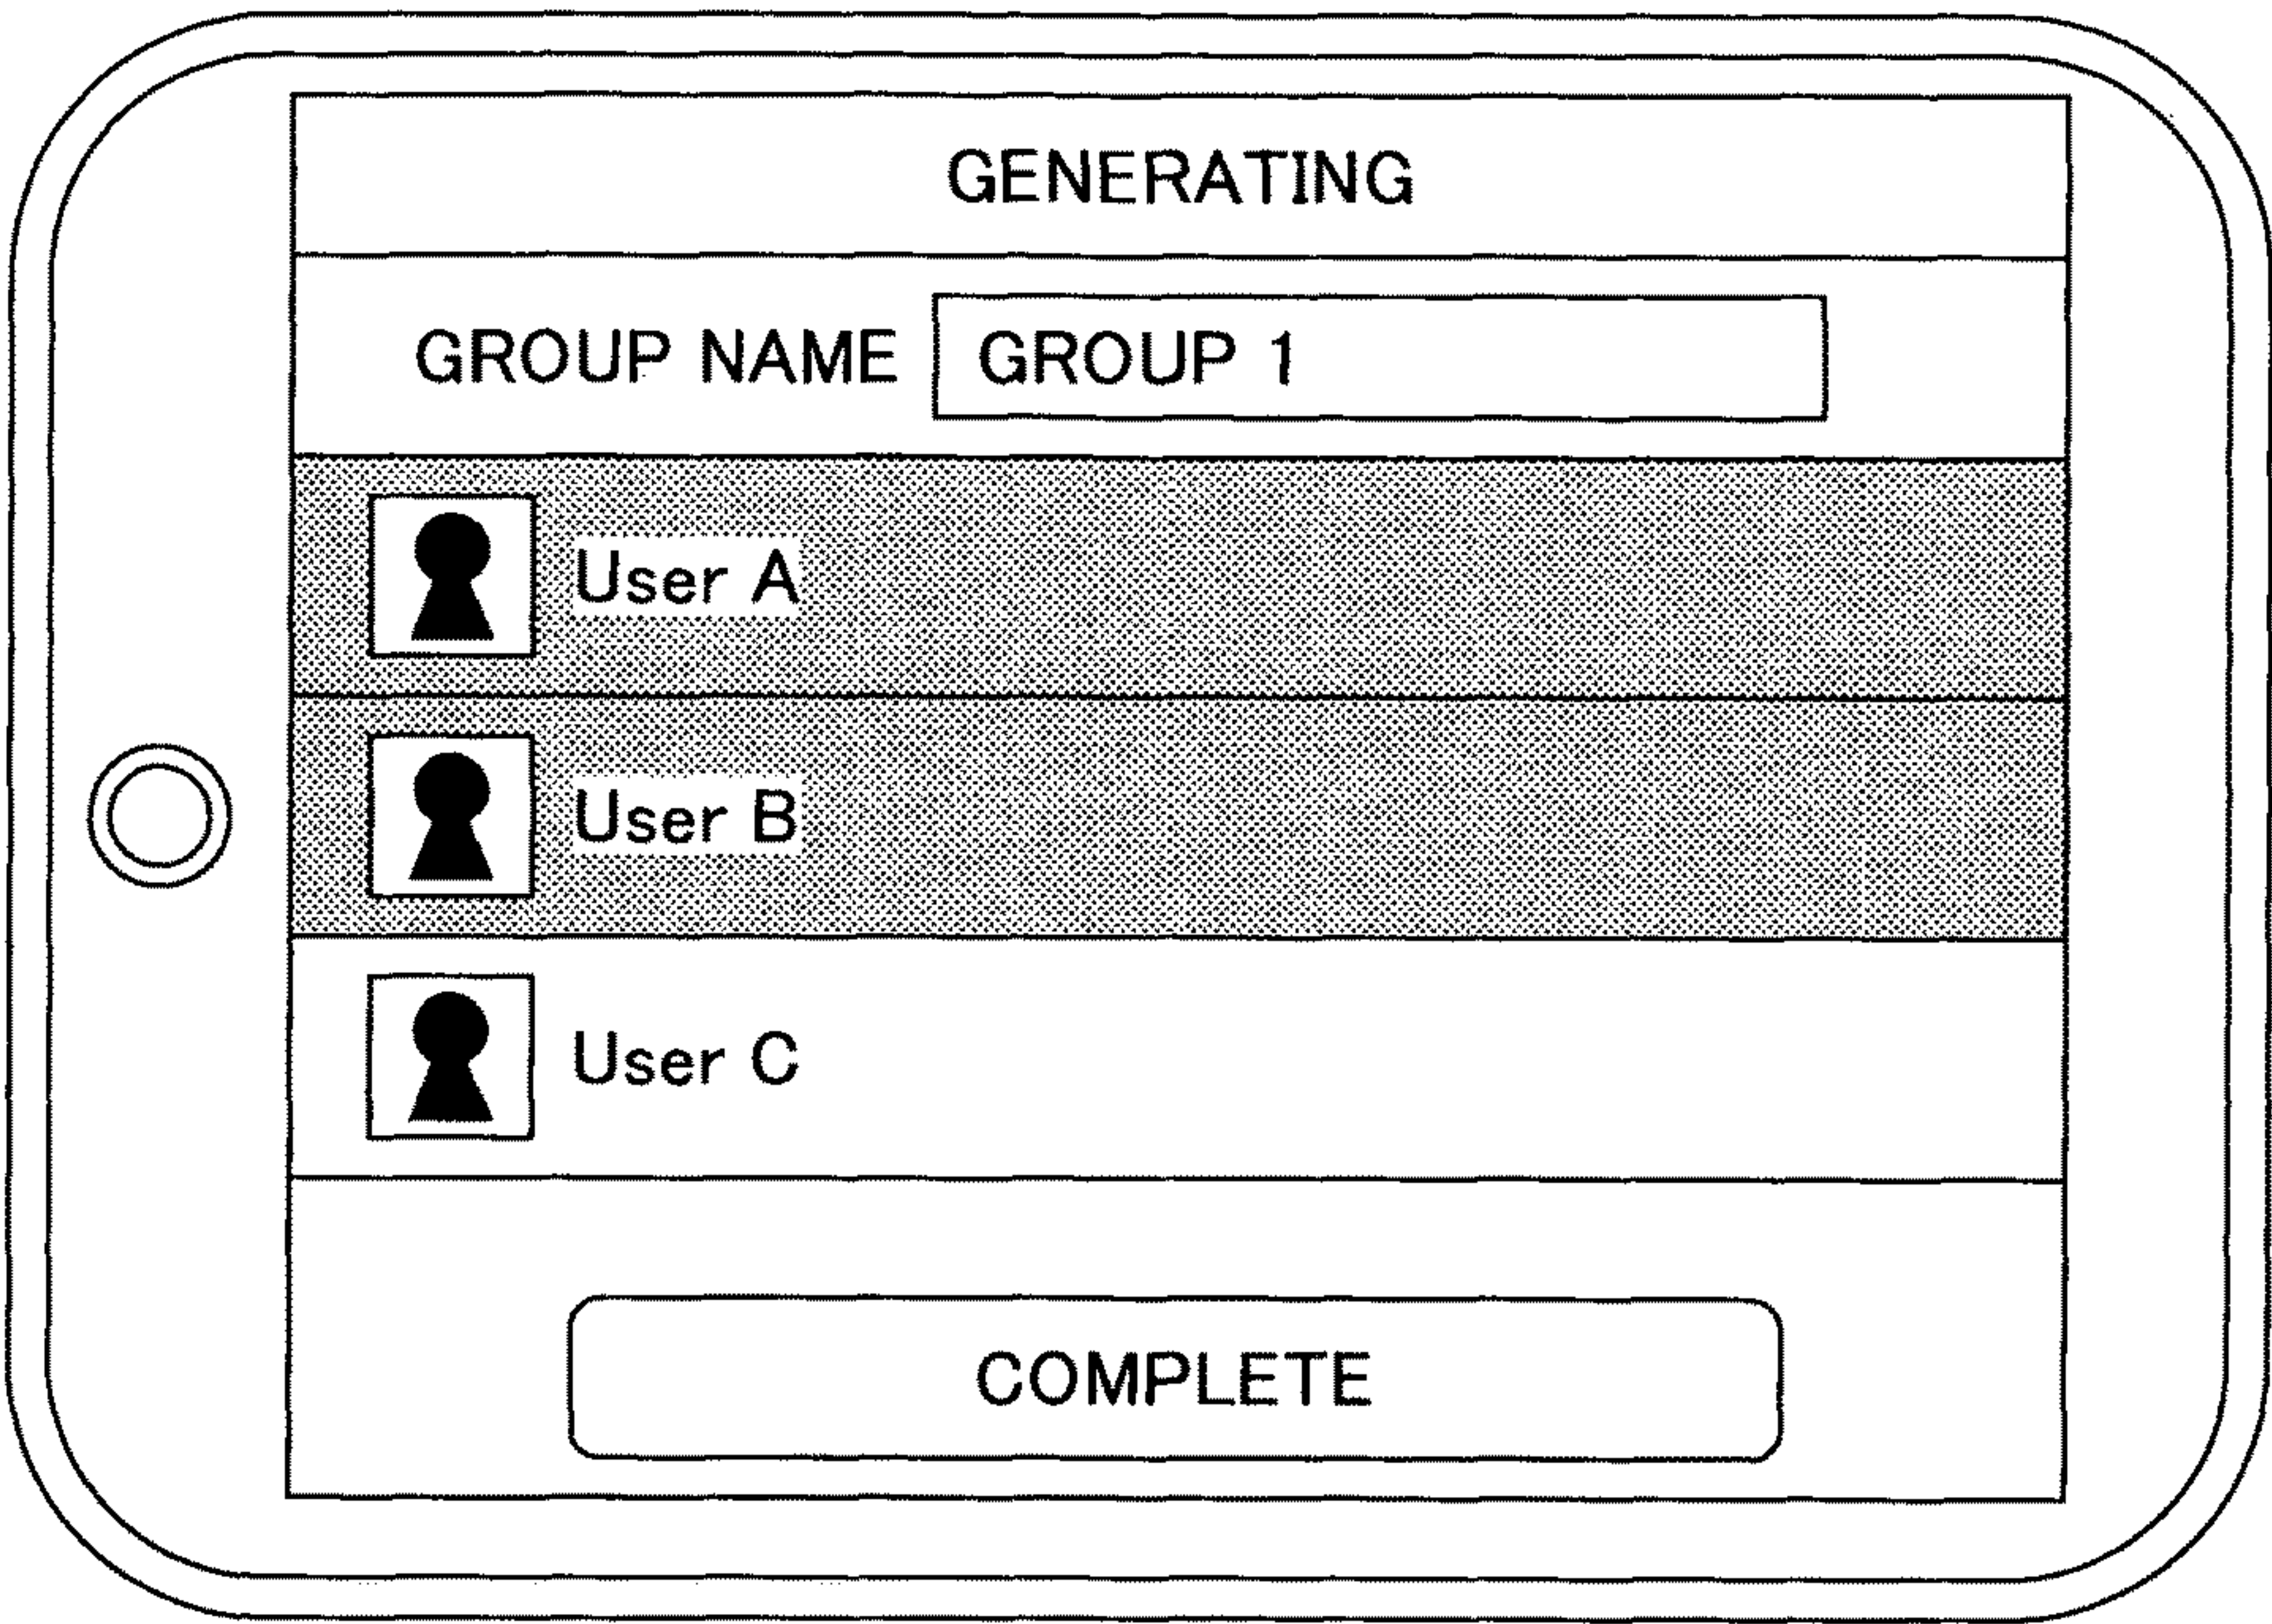 GENERATING
GROUP NAME GROUP 1
User A
User B
User C
COMPLETE